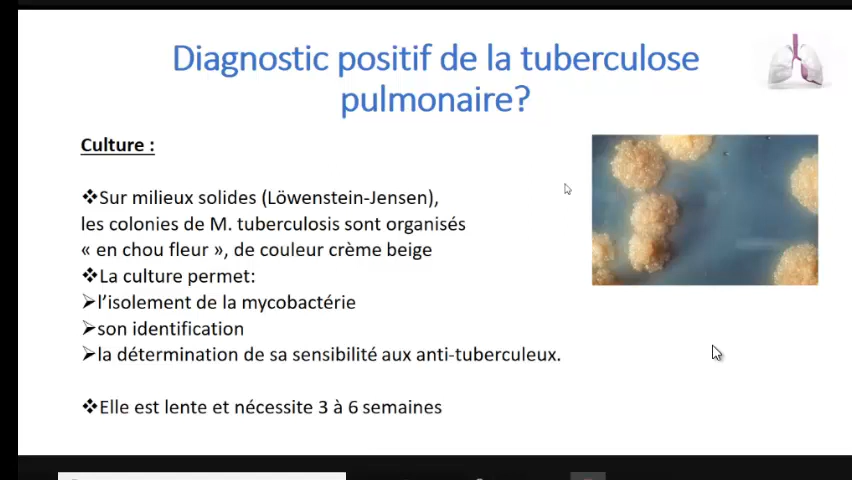 Diagnostic positif de la tuberculose
pulmonaire?
Culture :
❖Sur milieux solides (Löwenstein-Jensen),
les colonies de M. tuberculosis sont organisés
« en chou fleur », de couleur crème beige
❖La culture permet:
➢l’isolement de la mycobactérie
➢son identification
➢la détermination de sa sensibilité aux anti-tuberculeux.
❖Elle est lente et nécessite 3 à 6 semaines